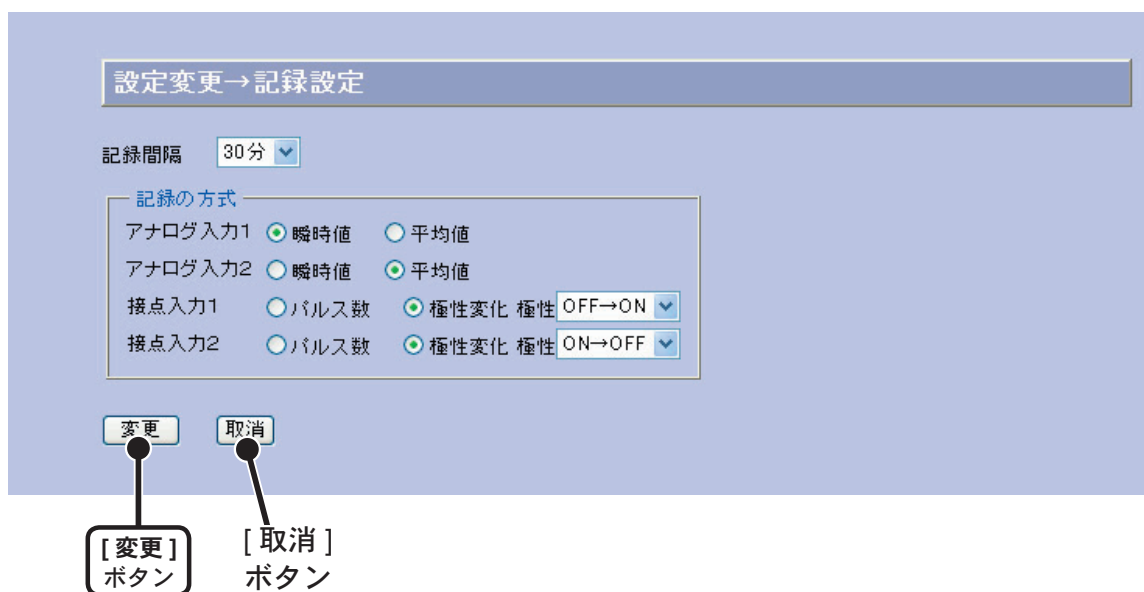 設定変更→記録設定
記録間隔 30分
記録の方式
アナログ入力1 瞬時値 平均値
アナログ入力2 瞬時値 平均値
接点入力1 パルス数 極性変化 極性 OFF→ON
接点入力2 パルス数 極性変化 極性 ON→OFF
変更 取消
[変更]
ボタン
[取消]
ボタン